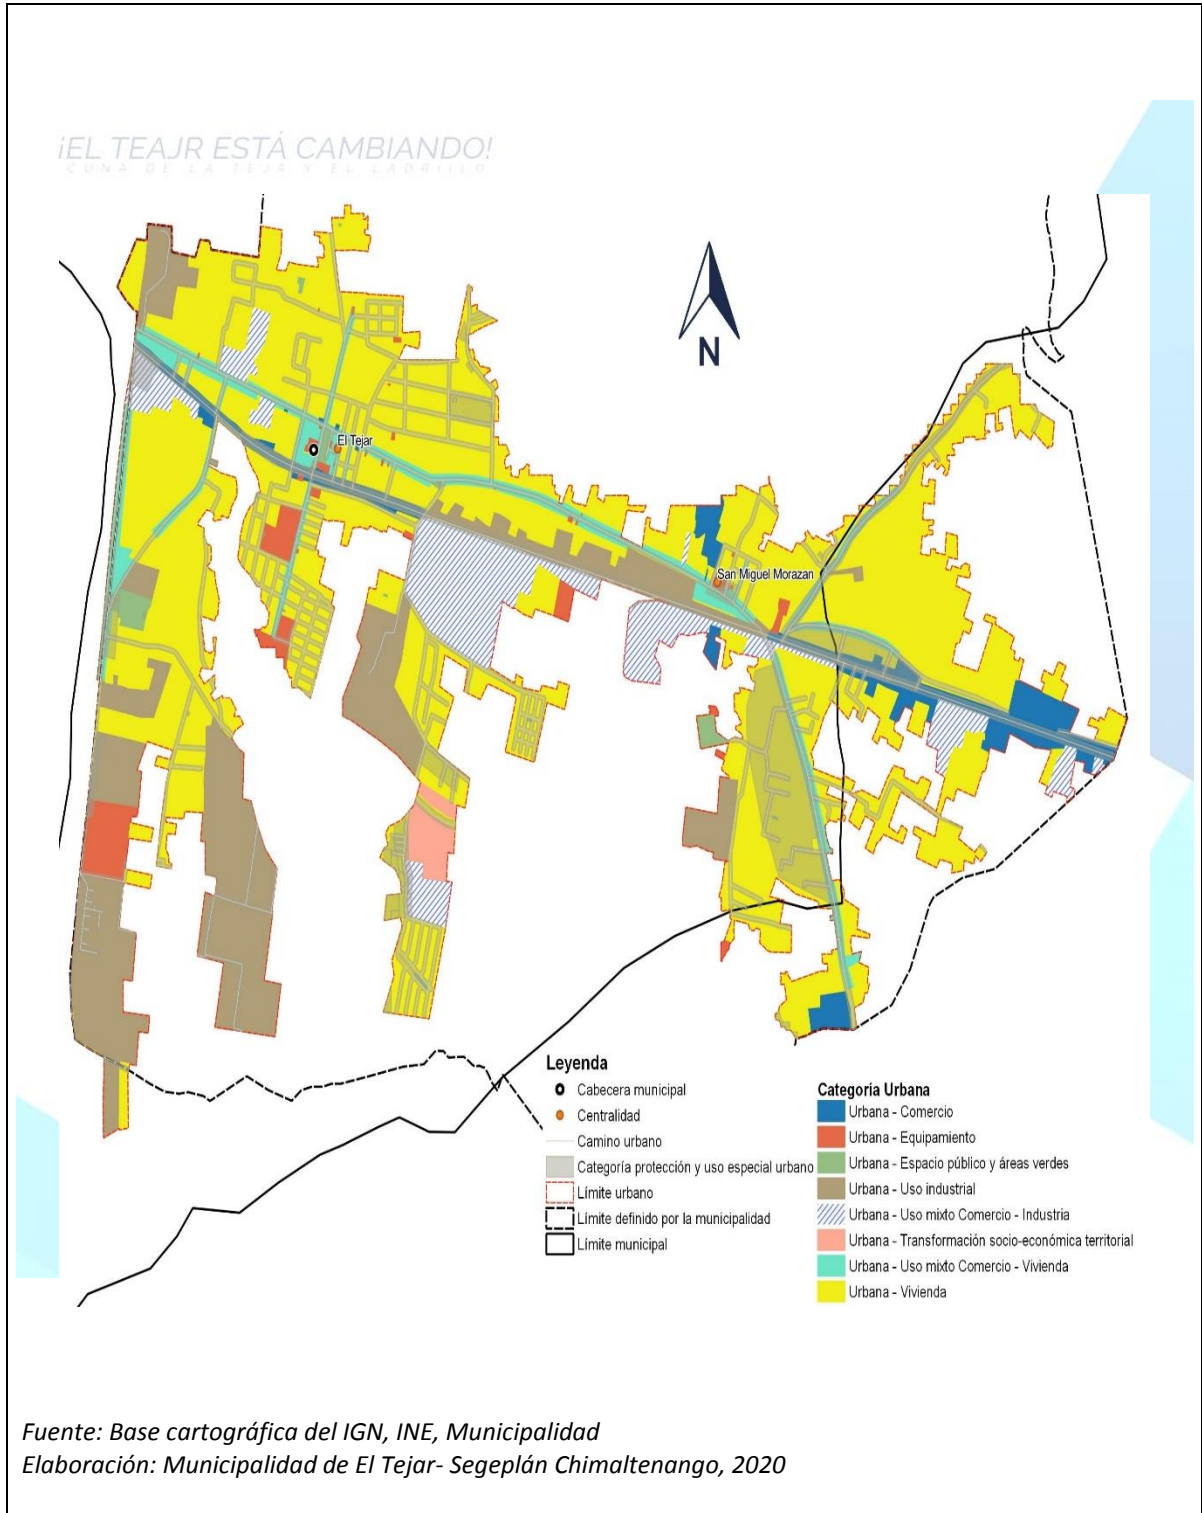 ¡EL TEAJR ESTÁ CAMBIANDO!
CUNA DE LA TEJA Y EL LADRILLO
N
El Tejar
San Miguel Morazan
Leyenda
Cabecera municipal
Centralidad
Camino urbano
Categoría protección y uso especial urbano
Límite urbano
Límite definido por la municipalidad
Límite municipal
Categoría Urbana
Urbana - Comercio
Urbana - Equipamiento
Urbana - Espacio público y áreas verdes
Urbana - Uso industrial
Urbana - Uso mixto Comercio - Industria
Urbana - Transformación socio-económica territorial
Urbana - Uso mixto Comercio - Vivienda
Urbana - Vivienda
Fuente: Base cartográfica del IGN, INE, Municipalidad
Elaboración: Municipalidad de El Tejar- Segeplán Chimaltenango, 2020